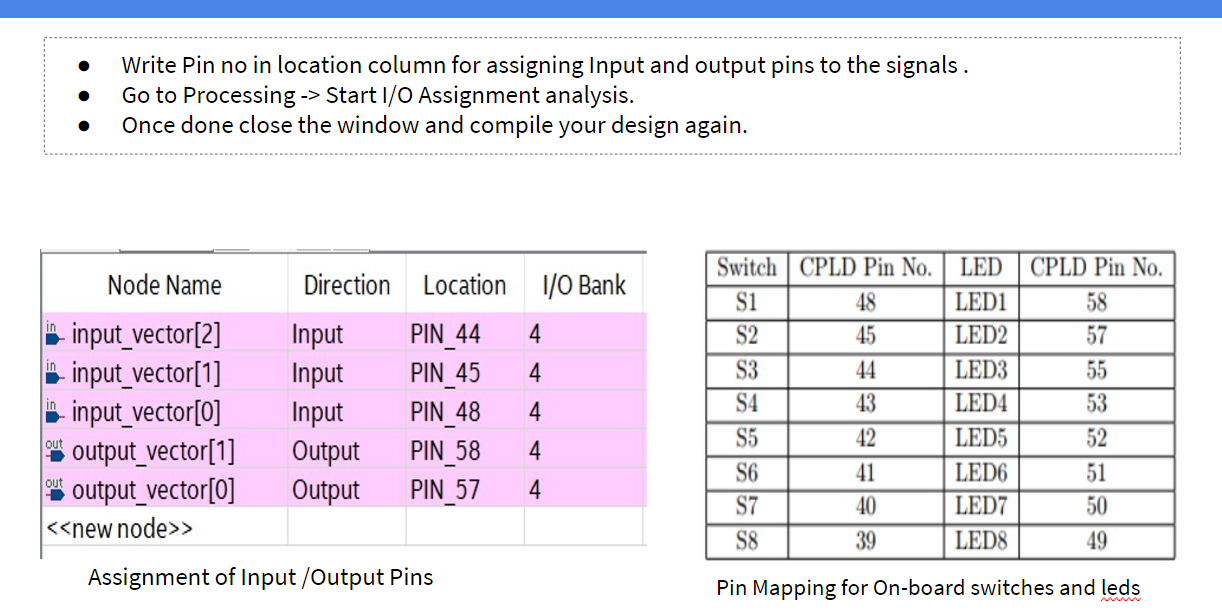 ● Write Pin no in location column for assigning Input and output pins to the signals .
● Go to Processing -> Start I/O Assignment analysis.
● Once done close the window and compile your design again.
Node Name Direction Location I/O Bank
in input_vector[2] Input PIN_44 4
in input_vector[1] Input PIN_45 4
in input_vector[0] Input PIN_48 4
out output_vector[1] Output PIN_58 4
out output_vector[0] Output PIN_57 4
<<new node>>
Assignment of Input /Output Pins
Switch CPLD Pin No. LED CPLD Pin No.
S1 48 LED1 58
S2 45 LED2 57
S3 44 LED3 55
S4 43 LED4 53
S5 42 LED5 52
S6 41 LED6 51
S7 40 LED7 50
S8 39 LED8 49
Pin Mapping for On-board switches and leds